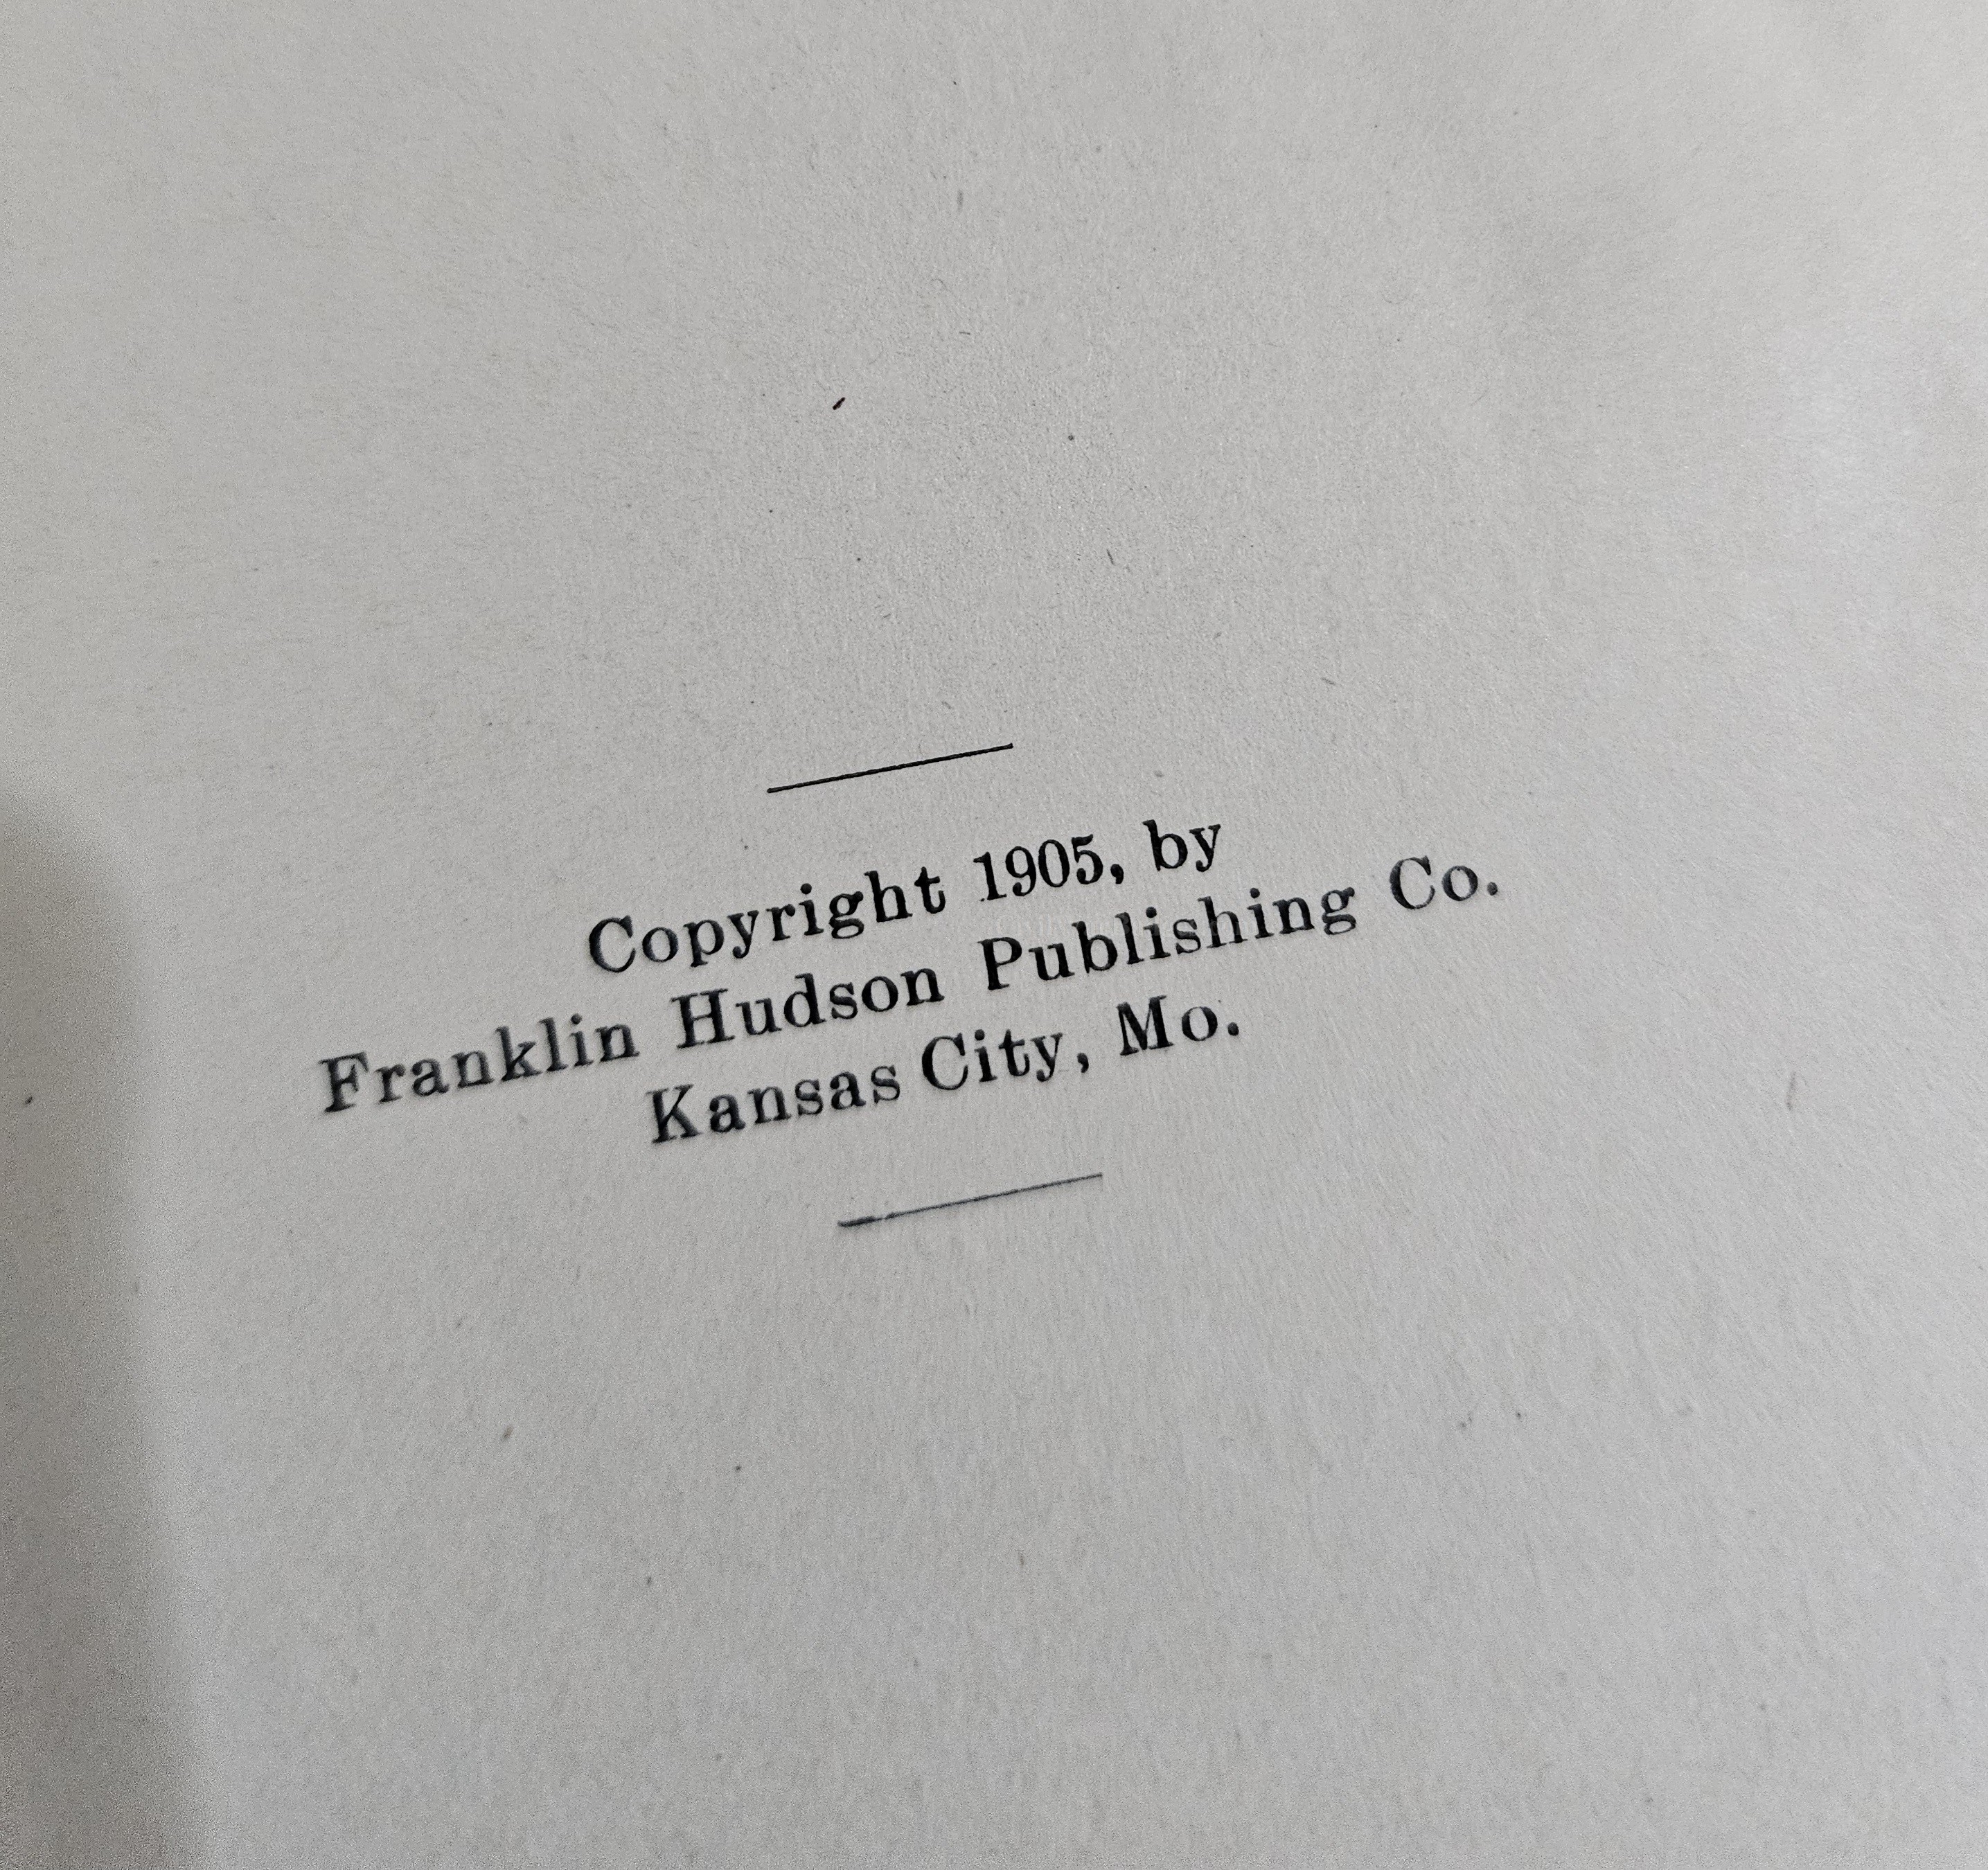 Copyright 1905, by
Franklin Hudson Publishing Co.
Kansas City, Mo.